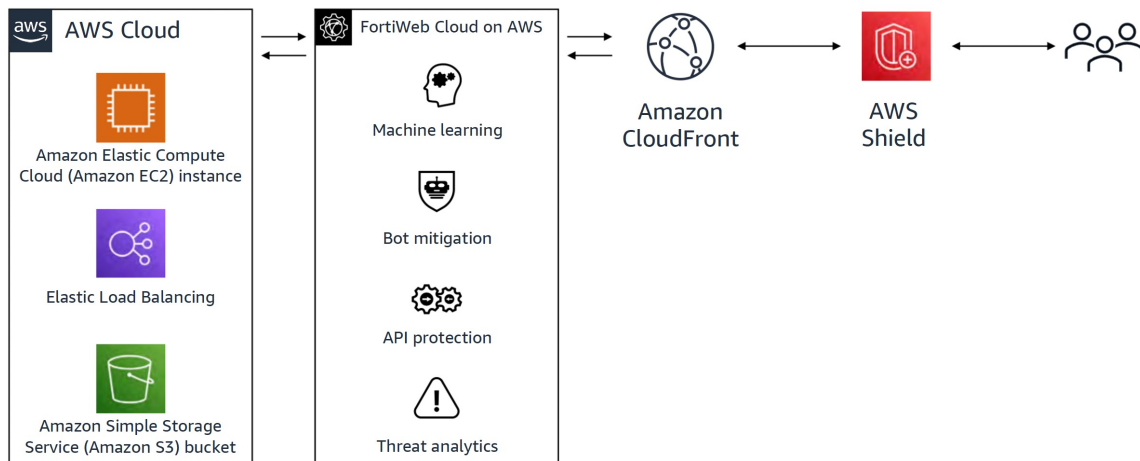 aws
AWS Cloud
Amazon Elastic Compute
Cloud (Amazon EC2) instance
Elastic Load Balancing
Amazon Simple Storage
Service (Amazon S3) bucket
FortiWeb Cloud on AWS
Machine learning
Bot mitigation
API protection
Threat analytics
Amazon
CloudFront
AWS
Shield